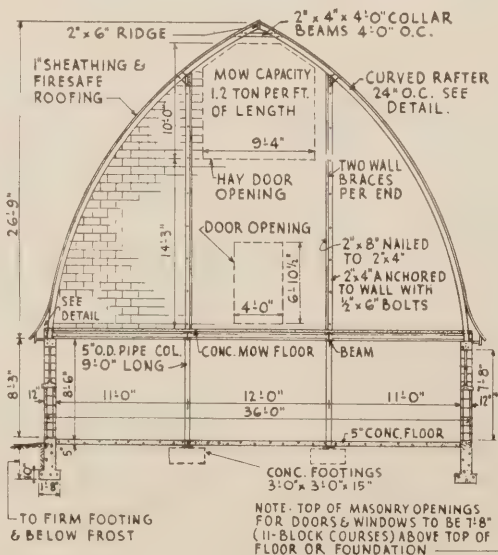 2"x 6" RIDGE
2"x 4"x 4'-0" COLLAR
BEAMS 4'-0" O.C.
1" SHEATHING &
FIRESAFE
ROOFING
MOW CAPACITY
1.2 TON PER FT.
OF LENGTH
CURVED RAFTER
24" O.C. SEE
DETAIL.
10'-0"
9'-4"
HAY DOOR
OPENING
TWO WALL
BRACES
PER END
26'-9"
14'-3"
DOOR OPENING
6'-10½"
4'-0"
2"x 8" NAILED
TO 2"x 4"
2"x 4" ANCHORED
TO WALL WITH
½"x 6" BOLTS
SEE
DETAIL
5" O.D. PIPE COL.
9'-0" LONG
CONC. MOW FLOOR
BEAM
8'-3"
12"
8'-6"
11'-0"
12'-0"
11'-0"
36'-0"
7'-8"
12"
5"
5" CONC. FLOOR
10"
1'-8"
CONC. FOOTINGS
3'-0"x 3'-0"x 15"
TO FIRM FOOTING
& BELOW FROST
NOTE- TOP OF MASONRY OPENINGS
FOR DOORS & WINDOWS TO BE 7'-8"
(11-BLOCK COURSES) ABOVE TOP OF
FLOOR OR FOUNDATION